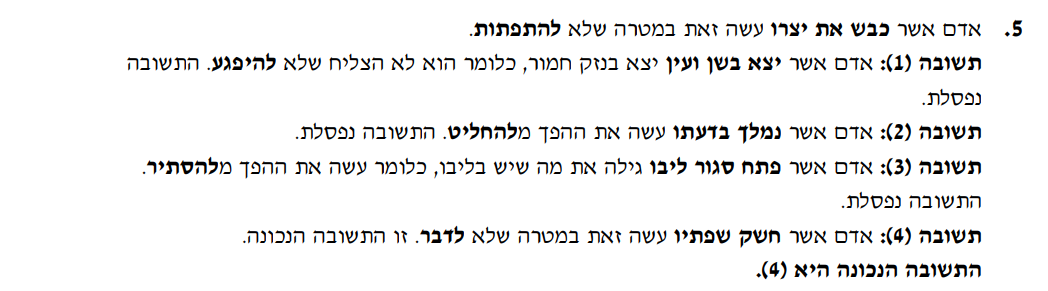 5. אדם אשר כבש את יצרו עשה זאת במטרה שלא להתפתות.
תשובה (1): אדם אשר יצא בשן ועין יצא בנזק חמור, כלומר הוא לא הצליח שלא להיפגע. התשובה
נפסלת.
תשובה (2): אדם אשר נמלך בדעתו עשה את ההפך מלהחליט. התשובה נפסלת.
תשובה (3): אדם אשר פתח סגור ליבו גילה את מה שיש בליבו, כלומר עשה את ההפך מלהסתיר.
התשובה נפסלת.
תשובה (4): אדם אשר חשק שפתיו עשה זאת במטרה שלא לדבר. זו התשובה הנכונה.
התשובה הנכונה היא (4).